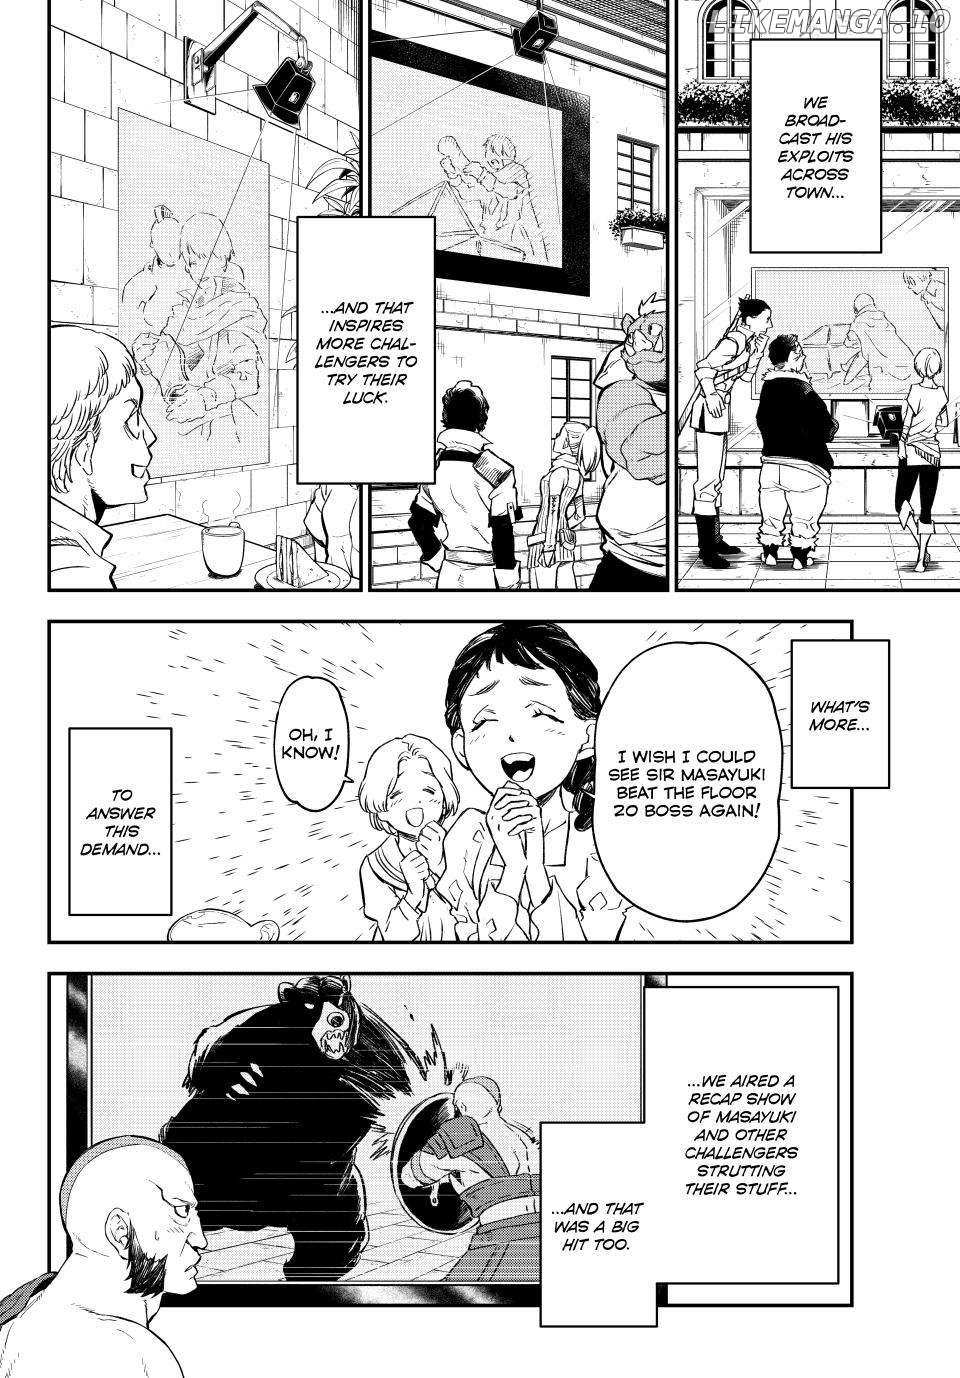 LIKEMANGA.IO
WE
BROAD-
CAST HIS
EXPLOITS
ACROSS
TOWN...
...AND THAT
INSPIRES
MORE CHAL-
LENGERS TO
TRY THEIR
LUCK.
WHAT'S
MORE...
I WISH I COULD
SEE SIR MASAYUKI
BEAT THE FLOOR
20 BOSS AGAIN!
OH, I
KNOW!
TO
ANSWER
THIS
DEMAND...
...WE AIRED A
RECAP SHOW
OF MASAYUKI
AND OTHER
CHALLENGERS
STRUTTING
THEIR STUFF...
...AND THAT
WAS A BIG
HIT TOO.